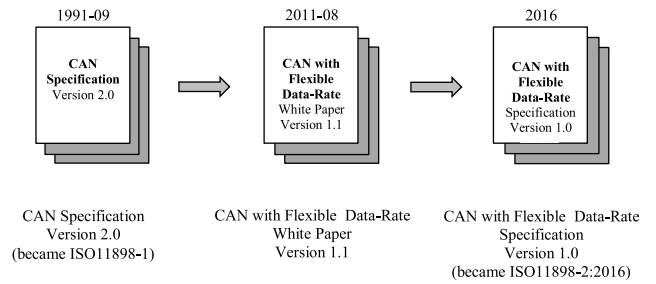 1991-09
2011-08
2016
CAN
Specification
Version 2.0
CAN with
Flexible
Data-Rate
White Paper
Version 1.1
CAN with
Flexible
Data-Rate
Specification
Version 1.0
CAN Specification
Version 2.0
(became ISO11898-1)
CAN with Flexible Data-Rate
White Paper
Version 1.1
CAN with Flexible Data-Rate
Specification
Version 1.0
(became ISO11898-2:2016)